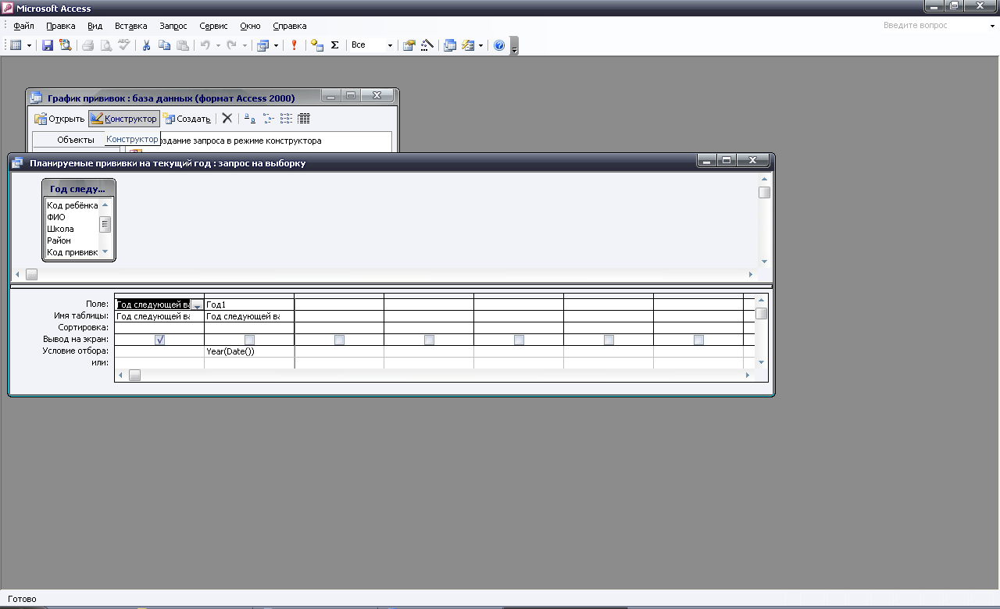 Microsoft Access
Файл Правка Вид Вставка Запрос Сервис Окно Справка Введите вопрос
Все
График прививок : база данных (формат Access 2000)
Открыть Конструктор Создать
Объекты Конструктор оздание запроса в режиме конструктора
Планируемые прививки на текущий год : запрос на выборку
Год следу...
Код ребёнка
ФИО
Школа
Район
Код прививк
Поле: Год следующей ва Год1
Имя таблицы: Год следующей ва Год следующей ва
Сортировка:
Вывод на экран:
Условие отбора: Year(Date())
или:
Готово